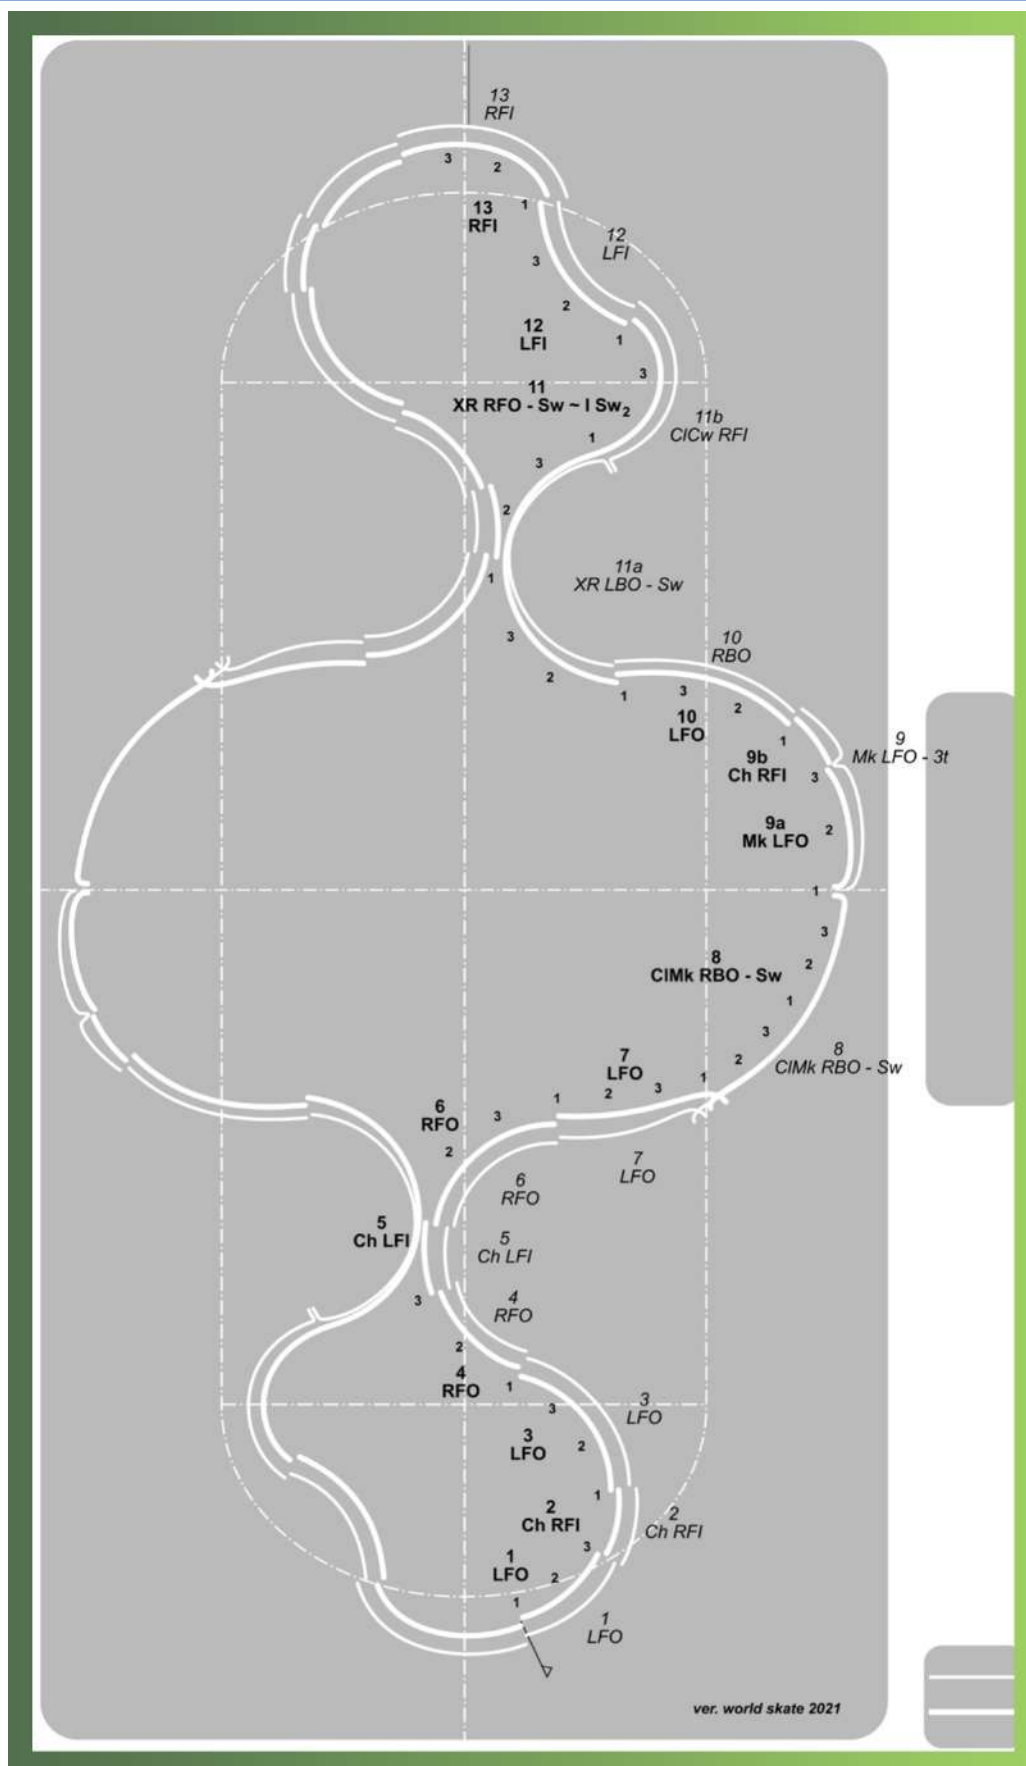 13
RFI
3
2
13
RFI
1
12
LFI
3
2
12
LFI
1
3
11
XR RFO - Sw ~ I Sw2
11b
ClCw RFI
1
3
2
11a
XR LBO - Sw
1
3
2
10
RBO
1
3
2
10
LFO
9
Mk LFO - 3t
1
9b
Ch RFI
3
9a
Mk LFO
2
1
3
8
ClMk RBO - Sw
2
1
3
8
ClMk RBO - Sw
2
1
7
LFO
3
2
1
6
RFO
3
2
7
LFO
6
RFO
5
Ch LFI
5
Ch LFI
3
4
RFO
2
4
RFO
1
3
LFO
3
3
LFO
2
1
2
Ch RFI
2
Ch RFI
3
1
LFO
2
1
1
LFO
ver. world skate 2021